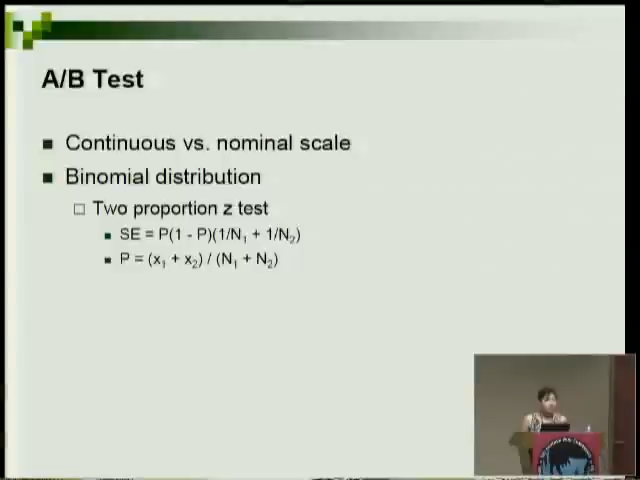 A/B Test
Continuous vs. nominal scale
Binomial distribution
Two proportion z test
SE = P(1 - P)(1/N₁ + 1/N₂)
P = (x₁ + x₂) / (N₁ + N₂)